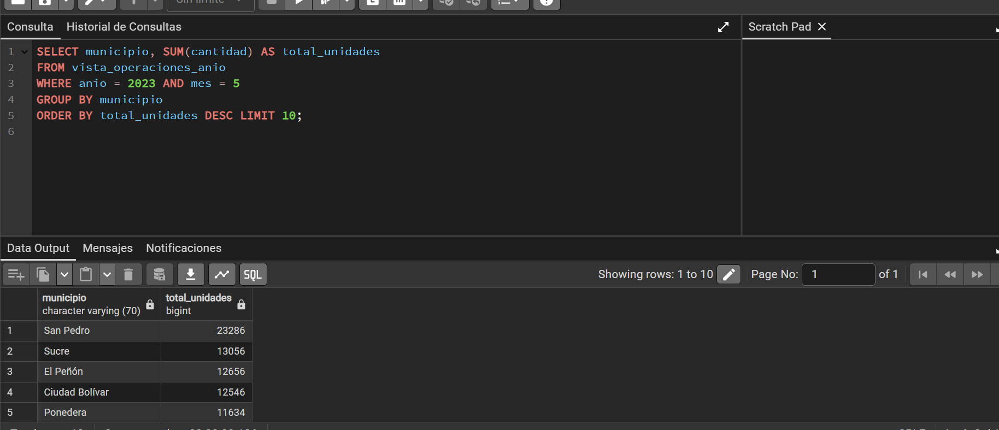 Sin límite
Consulta Historial de Consultas Scratch Pad
1 SELECT municipio, SUM(cantidad) AS total_unidades
2 FROM vista_operaciones_anio
3 WHERE anio = 2023 AND mes = 5
4 GROUP BY municipio
5 ORDER BY total_unidades DESC LIMIT 10;
6
Data Output Mensajes Notificaciones
SQL Showing rows: 1 to 10 Page No: 1 of 1
municipio total_unidades
character varying (70) bigint
1 San Pedro 23286
2 Sucre 13056
3 El Peñón 12656
4 Ciudad Bolívar 12546
5 Ponedera 11634